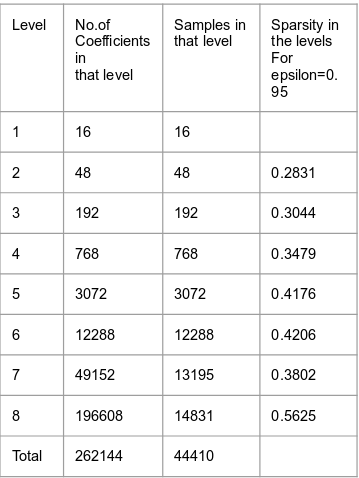 Level No.of Samples in Sparsity in
Coefficients that level the levels
in For
that level epsilon=0.
95
1 16 16
2 48 48 0.2831
3 192 192 0.3044
4 768 768 0.3479
5 3072 3072 0.4176
6 12288 12288 0.4206
7 49152 13195 0.3802
8 196608 14831 0.5625
Total 262144 44410